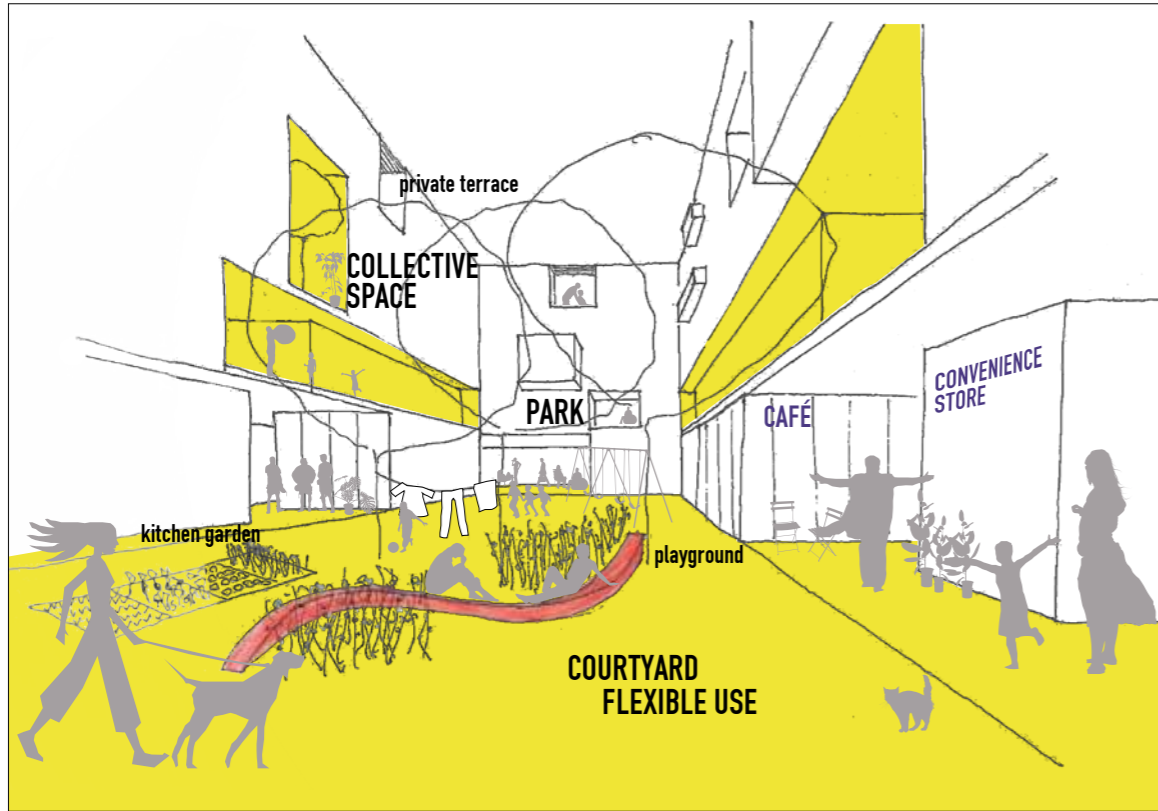 private terrace
COLLECTIVE
SPACE
PARK
CAFÉ
CONVENIENCE
STORE
kitchen garden
playground
COURTYARD
FLEXIBLE USE